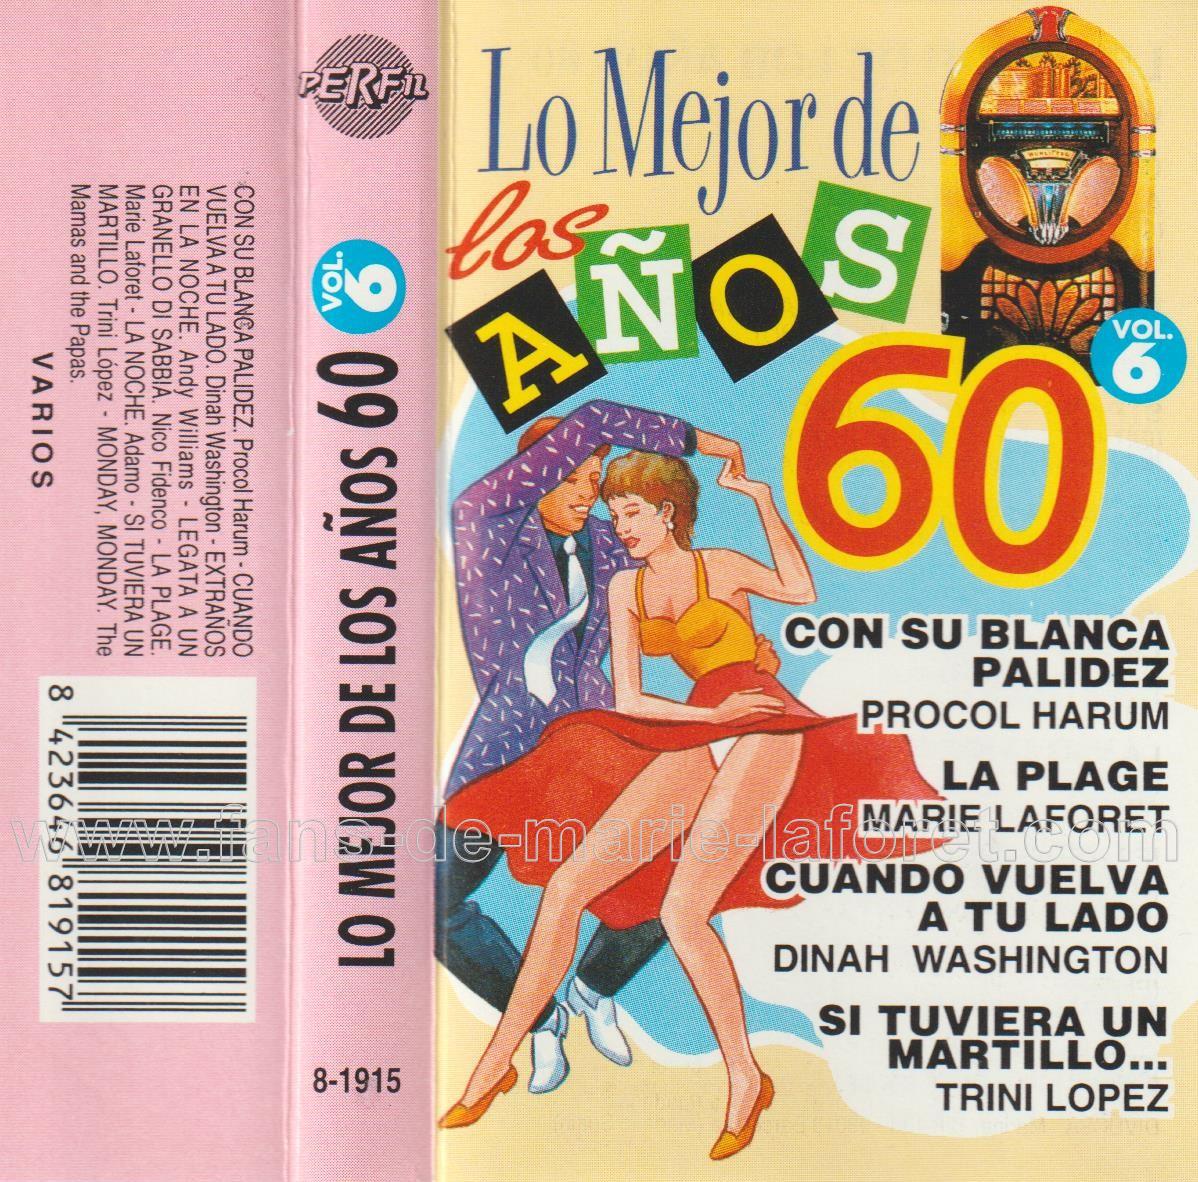 VARIOS
CON SU BLANCA PALIDEZ. Procol Harum - CUANDO
VUELVA A TU LADO. Dinah Washington - EXTRAÑOS
EN LA NOCHE. Andy Williams - LEGATA A UN
GRANELLO DI SABBIA. Nico Fidenco - LA PLAGE.
Marie Laforet - LA NOCHE. Adamo - SI TUVIERA UN
MARTILLO. Trini López - MONDAY, MONDAY. The
Mamas and the Papas.
8 423646 819157
PERFIL
VOL. 6
LO MEJOR DE LOS AÑOS 60
8-1915
Lo Mejor de
los
AÑOS
60
WURLITZER
VOL.
6
CON SU BLANCA
PALIDEZ
PROCOL HARUM
LA PLAGE
MARIE LAFORET
www.fans-de-marie-laforet.com
CUANDO VUELVA
A TU LADO
DINAH WASHINGTON
SI TUVIERA UN
MARTILLO...
TRINI LOPEZ